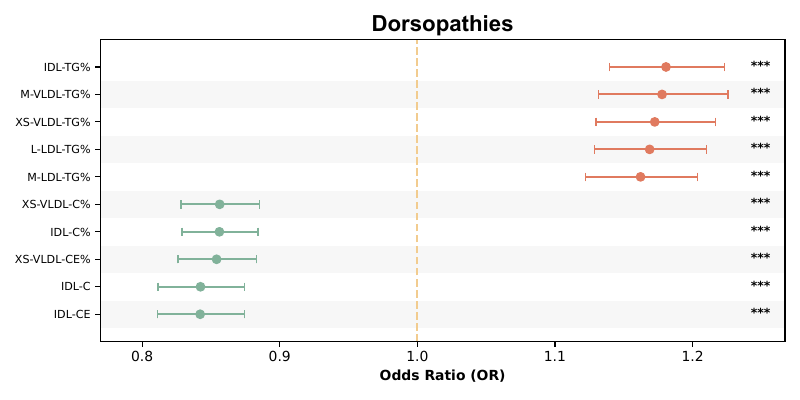 Dorsopathies
IDL-TG% ***
M-VLDL-TG% ***
XS-VLDL-TG% ***
L-LDL-TG% ***
M-LDL-TG% ***
XS-VLDL-C% ***
IDL-C% ***
XS-VLDL-CE% ***
IDL-C ***
IDL-CE ***
0.8 0.9 1.0 1.1 1.2
Odds Ratio (OR)